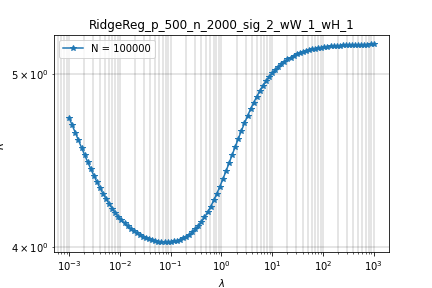 RidgeReg_p_500_n_2000_sig_2_wW_1_wH_1
N = 100000
5 × 10⁰
4 × 10⁰
10⁻³ 10⁻² 10⁻¹ 10⁰ 10¹ 10² 10³
λ